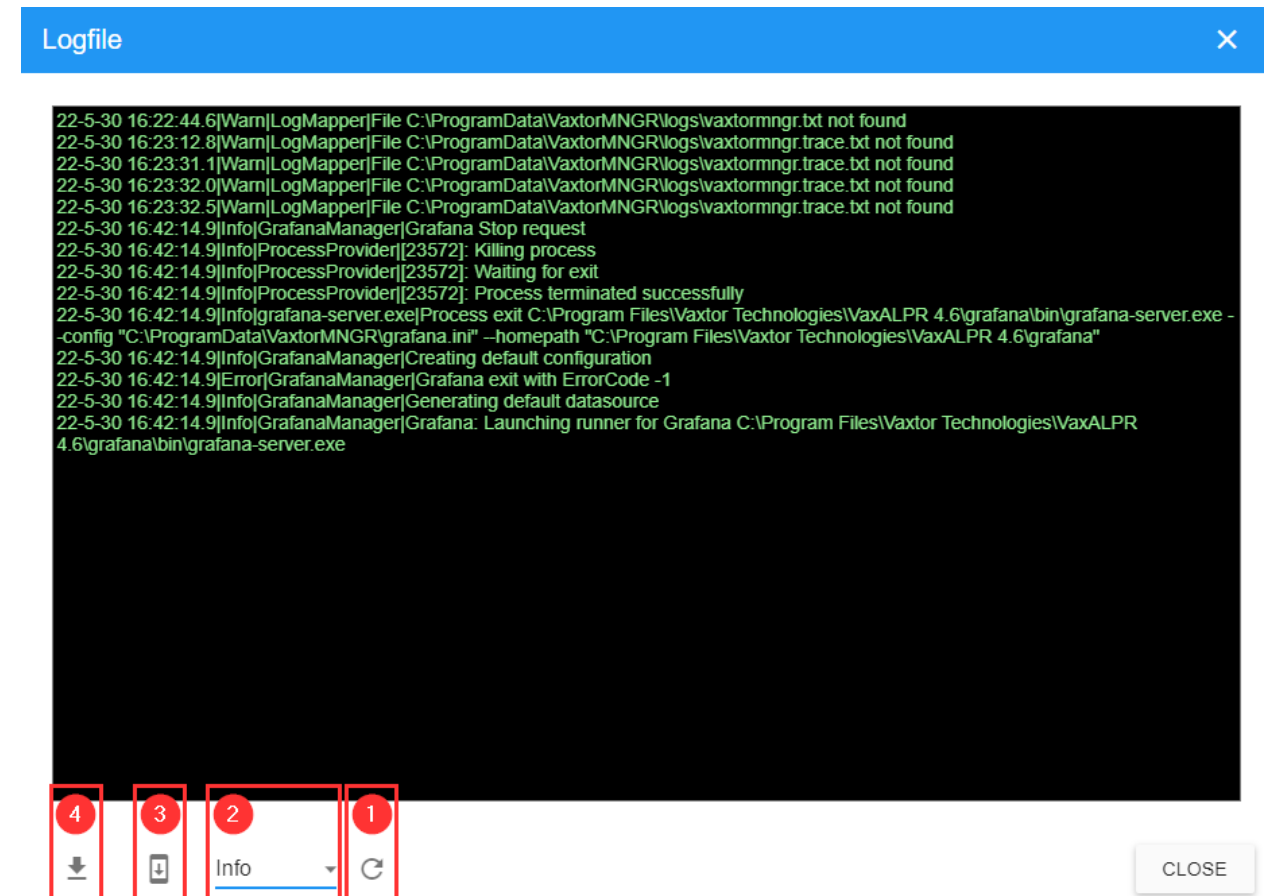 Logfile
22-5-30 16:22:44.6|Warn|LogMapper|File C:\ProgramData\VaxtorMNGR\logs\vaxtormngr.txt not found
22-5-30 16:23:12.8|Warn|LogMapper|File C:\ProgramData\VaxtorMNGR\logs\vaxtormngr.trace.txt not found
22-5-30 16:23:31.1|Warn|LogMapper|File C:\ProgramData\VaxtorMNGR\logs\vaxtormngr.trace.txt not found
22-5-30 16:23:32.0|Warn|LogMapper|File C:\ProgramData\VaxtorMNGR\logs\vaxtormngr.trace.txt not found
22-5-30 16:23:32.5|Warn|LogMapper|File C:\ProgramData\VaxtorMNGR\logs\vaxtormngr.trace.txt not found
22-5-30 16:42:14.9|Info|GrafanaManager|Grafana Stop request
22-5-30 16:42:14.9|Info|ProcessProvider|[23572]: Killing process
22-5-30 16:42:14.9|Info|ProcessProvider|[23572]: Waiting for exit
22-5-30 16:42:14.9|Info|ProcessProvider|[23572]: Process terminated successfully
22-5-30 16:42:14.9|Info|grafana-server.exe|Process exit C:\Program Files\Vaxtor Technologies\VaxALPR 4.6\grafana\bin\grafana-server.exe -
-config "C:\ProgramData\VaxtorMNGR\grafana.ini" --homepath "C:\Program Files\Vaxtor Technologies\VaxALPR 4.6\grafana"
22-5-30 16:42:14.9|Info|GrafanaManager|Creating default configuration
22-5-30 16:42:14.9|Error|GrafanaManager|Grafana exit with ErrorCode -1
22-5-30 16:42:14.9|Info|GrafanaManager|Generating default datasource
22-5-30 16:42:14.9|Info|GrafanaManager|Grafana: Launching runner for Grafana C:\Program Files\Vaxtor Technologies\VaxALPR
4.6\grafana\bin\grafana-server.exe
4 3 2 1
Info
CLOSE